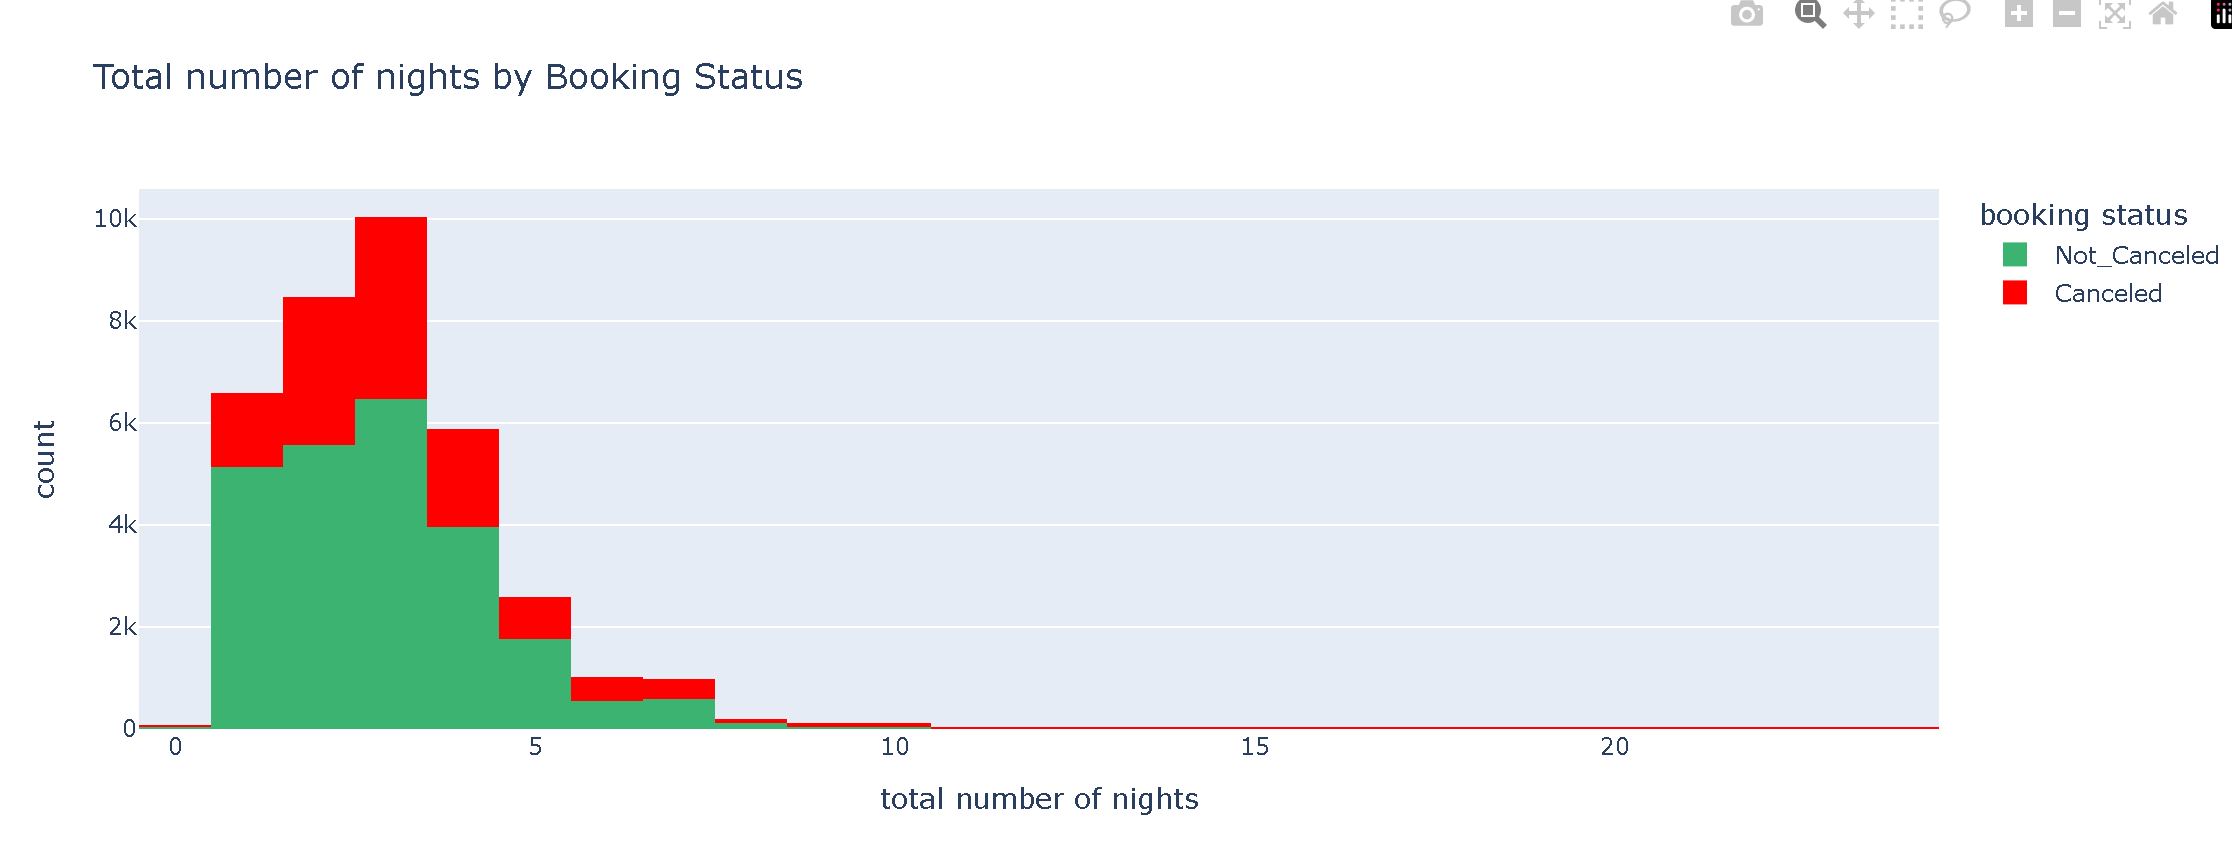 Total number of nights by Booking Status
10k
8k
6k
4k
2k
0
count
0 5 10 15 20
total number of nights
booking status
Not_Canceled
Canceled